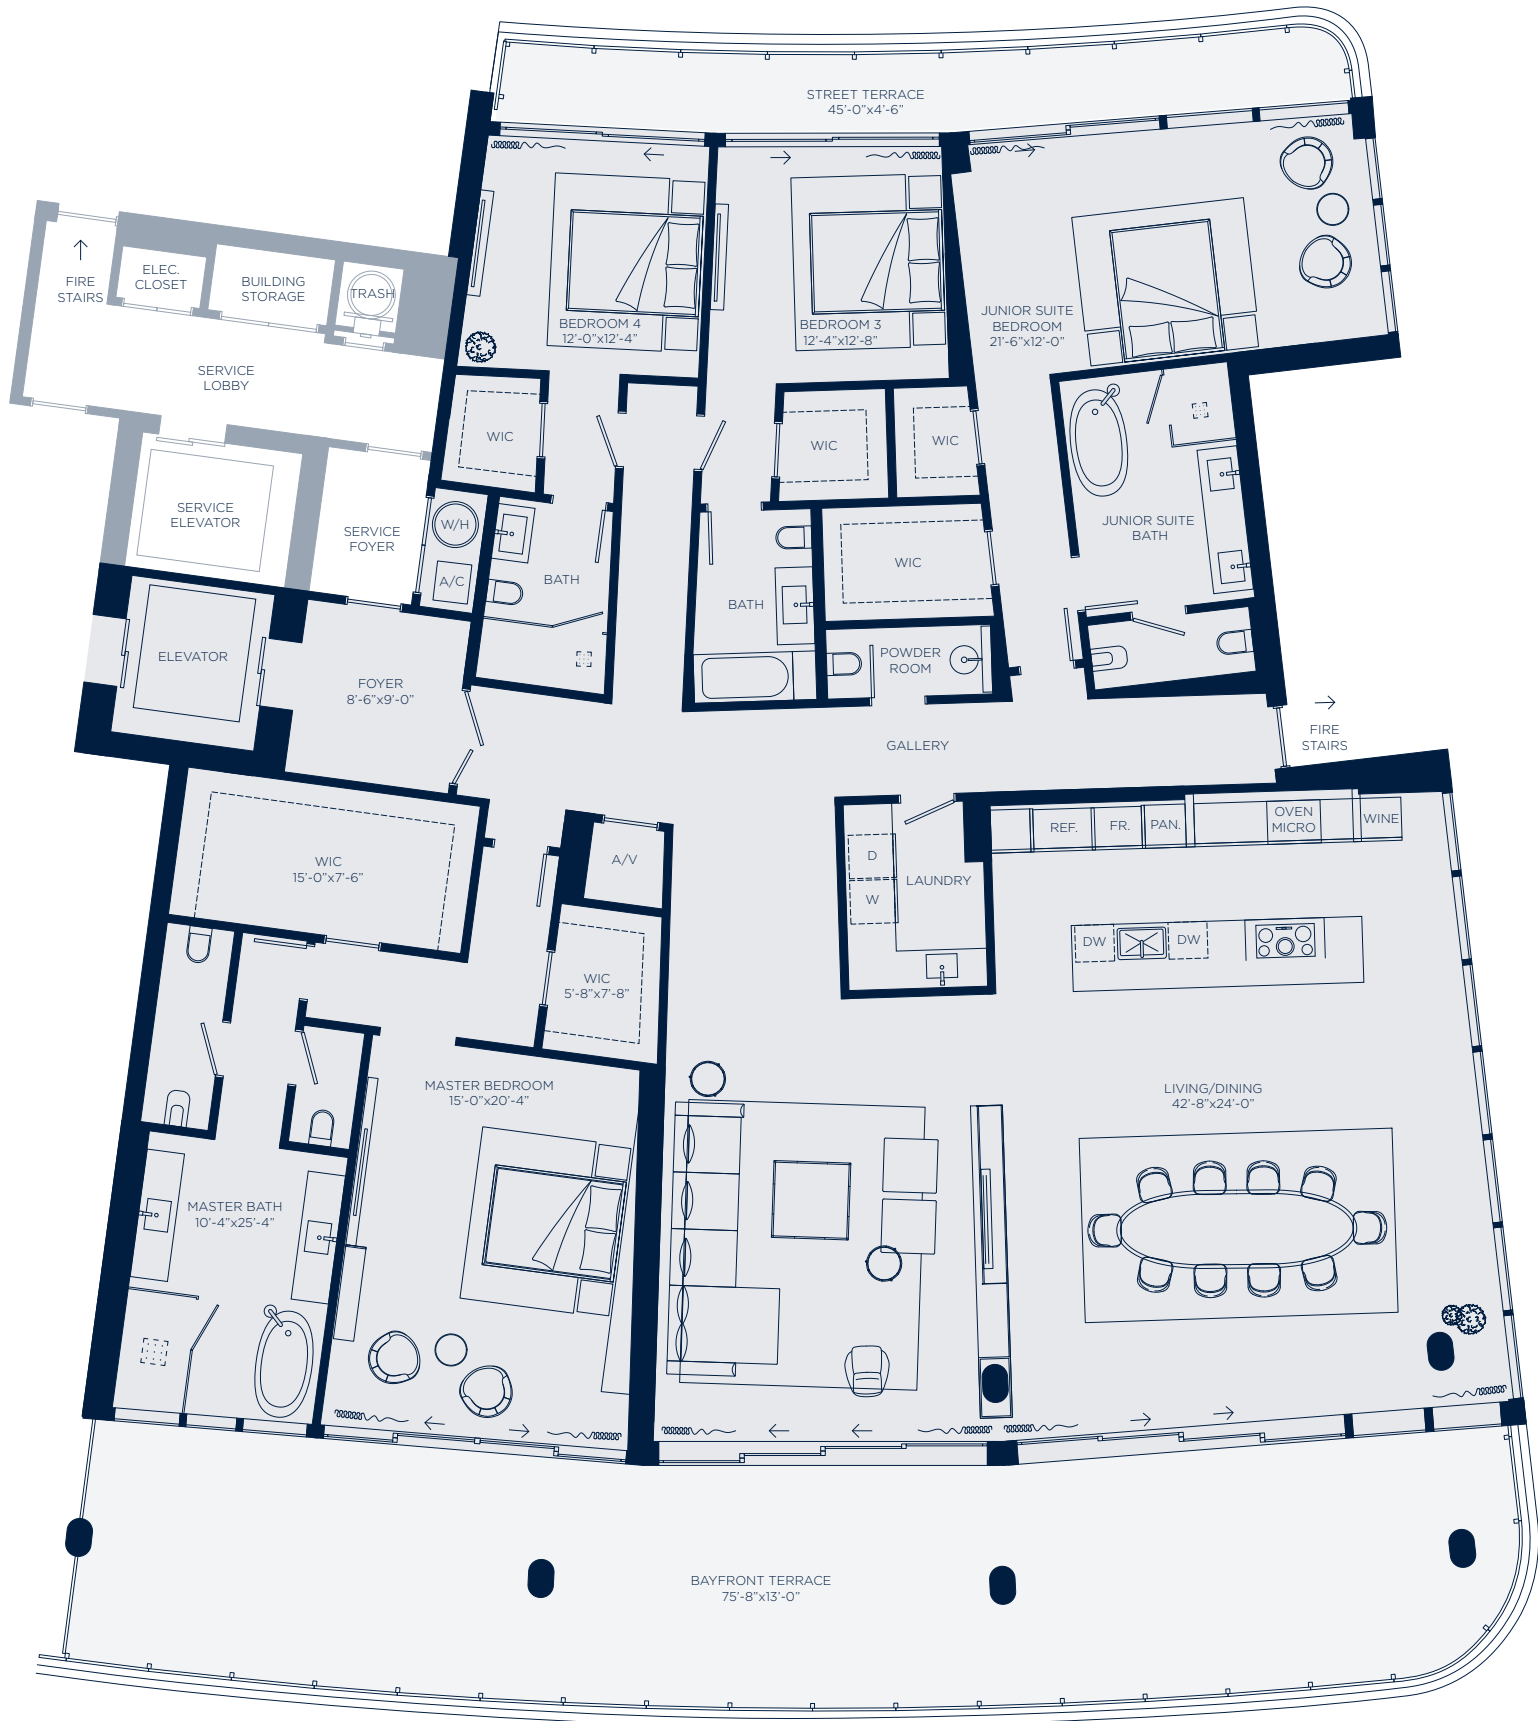 STREET TERRACE
45'-0"x4'-6"
ELEC.
CLOSET
BUILDING
STORAGE
TRASH
FIRE
STAIRS
SERVICE
LOBBY
BEDROOM 4
12'-0"x12'-4"
BEDROOM 3
12'-4"x12'-8"
JUNIOR SUITE
BEDROOM
21'-6"x12'-0"
WIC
WIC
WIC
SERVICE
ELEVATOR
SERVICE
FOYER
W/H
A/C
BATH
WIC
JUNIOR SUITE
BATH
BATH
ELEVATOR
FOYER
8'-6"x9'-0"
POWDER
ROOM
GALLERY
FIRE
STAIRS
WIC
15'-0"x7'-6"
A/V
D
W
LAUNDRY
REF.
FR.
PAN.
OVEN
MICRO
WINE
DW
DW
WIC
5'-8"x7'-8"
MASTER BEDROOM
15'-0"x20'-4"
LIVING/DINING
42'-8"x24'-0"
MASTER BATH
10'-4"x25'-4"
BAYFRONT TERRACE
75'-8"x13'-0"